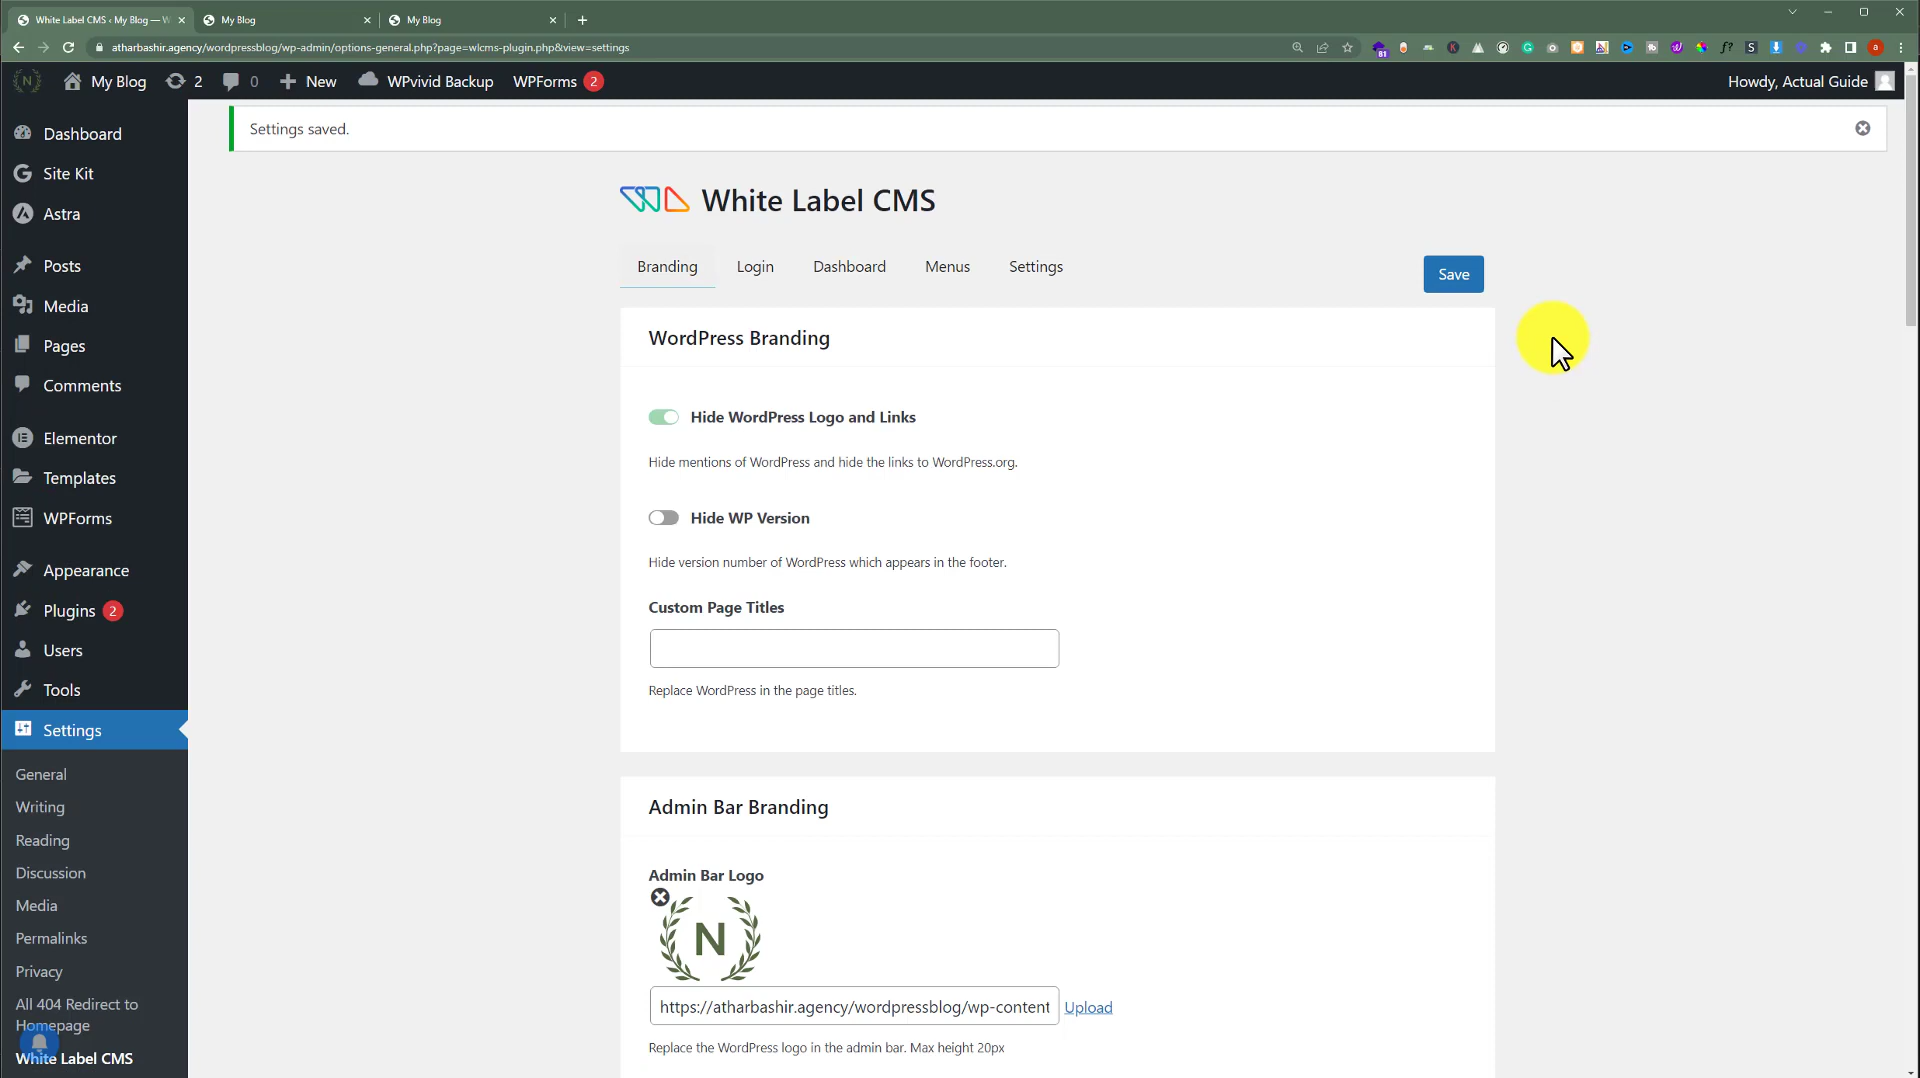 White Label CMS ‹ My Blog — W
My Blog
My Blog
atharbashir.agency/wordpressblog/wp-admin/options-general.php?page=wlcms-plugin.php&view=settings
My Blog
2
0
New
WPvivid Backup
WPForms 2
Howdy, Actual Guide
Settings saved.
Dashboard
Site Kit
Astra
Posts
Media
Pages
Comments
Elementor
Templates
WPForms
Appearance
Plugins 2
Users
Tools
Settings
General
Writing
Reading
Discussion
Media
Permalinks
Privacy
All 404 Redirect to
Homepage
White Label CMS
White Label CMS
Branding
Login
Dashboard
Menus
Settings
Save
WordPress Branding
Hide WordPress Logo and Links
Hide mentions of WordPress and hide the links to WordPress.org.
Hide WP Version
Hide version number of WordPress which appears in the footer.
Custom Page Titles
Replace WordPress in the page titles.
Admin Bar Branding
Admin Bar Logo
N
https://atharbashir.agency/wordpressblog/wp-content
Upload
Replace the WordPress logo in the admin bar. Max height 20px